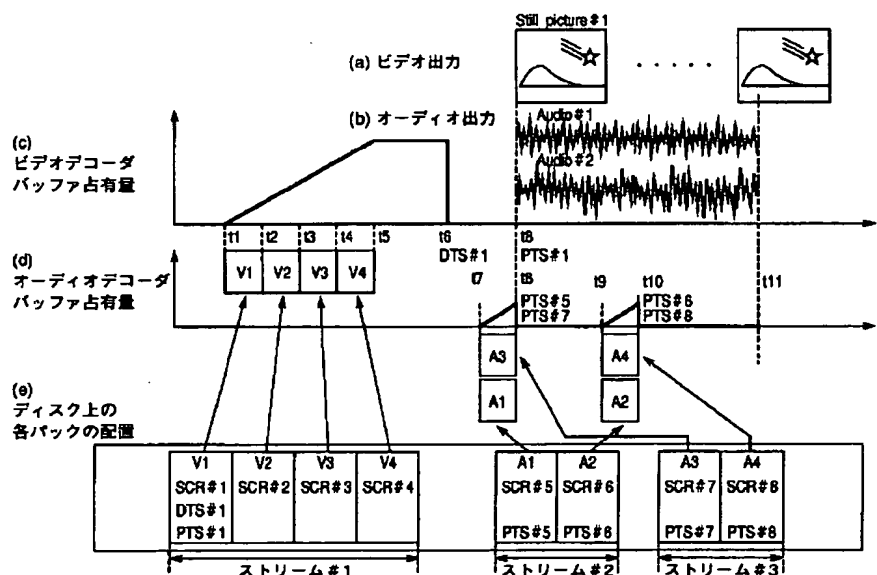 Still picture #1
(a) ビデオ出力
(b) オーディオ出力
Audio #1
Audio #2
(c)
ビデオデコーダ
バッファ占有量
t1 t2 t3 t4 t5 t6 t8
DTS#1 PTS#1
V1 V2 V3 V4
(d)
オーディオデコーダ
バッファ占有量
t7 t8 t9 t10 t11
PTS#5 PTS#6
PTS#7 PTS#8
A3 A4
A1 A2
(e)
ディスク上の
各パックの配置
V1 V2 V3 V4 A1 A2 A3 A4
SCR#1 SCR#2 SCR#3 SCR#4 SCR#5 SCR#6 SCR#7 SCR#8
DTS#1
PTS#1 PTS#5 PTS#6 PTS#7 PTS#8
ストリーム#1 ストリーム#2 ストリーム#3